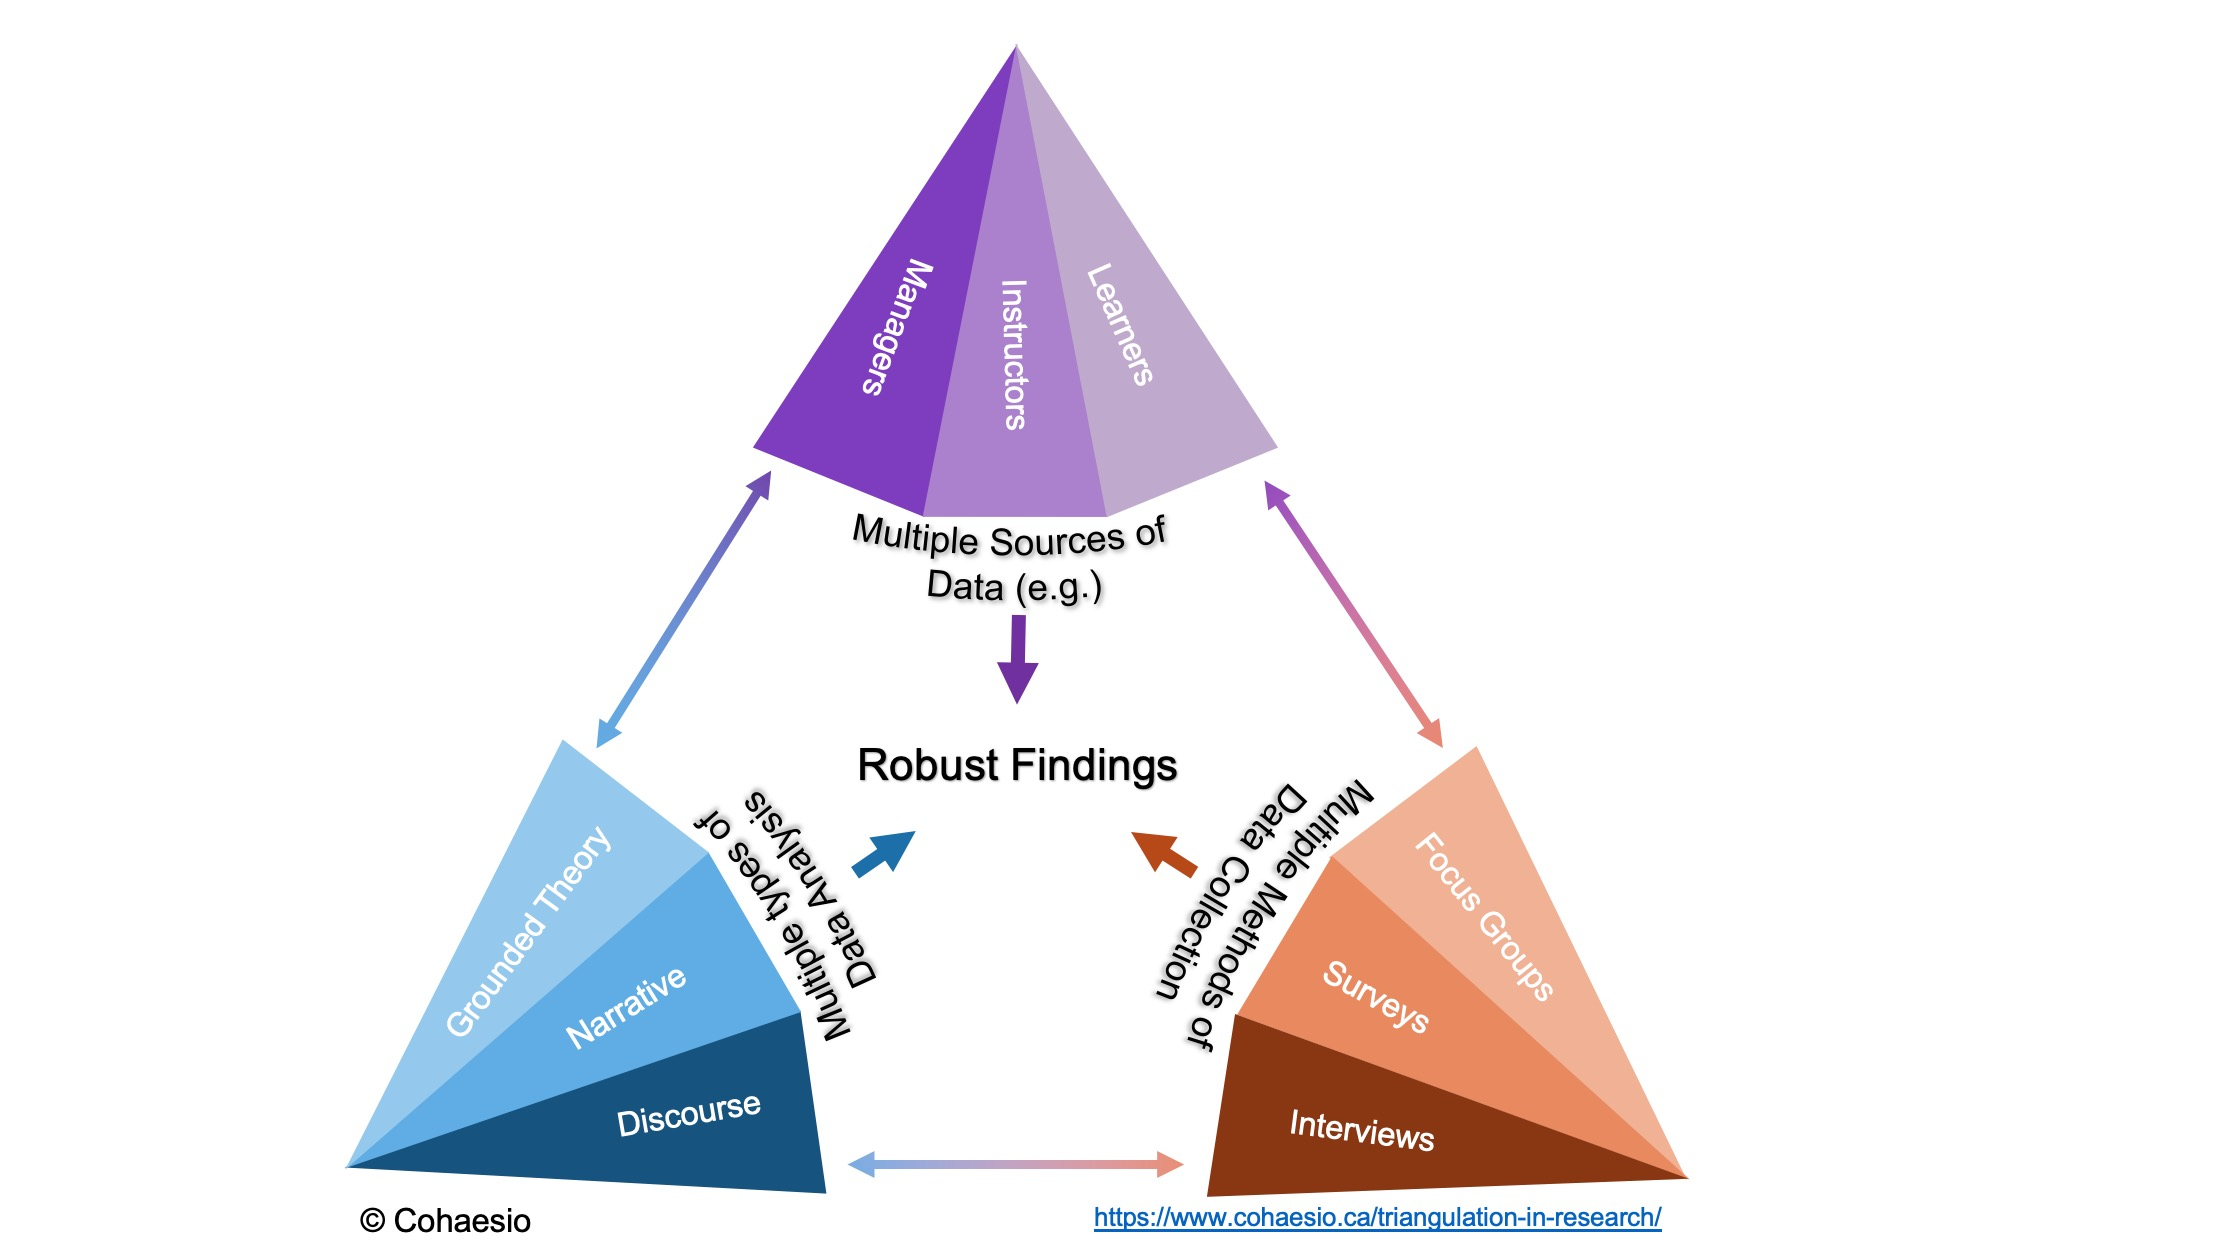 Managers
Instructors
Learners
Multiple Sources of
Data (e.g.)
Robust Findings
Grounded Theory
Narrative
Discourse
Multiple types of
Data Analysis
Multiple Methods of
Data Collection
Focus Groups
Surveys
Interviews
© Cohaesio
https://www.cohaesio.ca/triangulation-in-research/